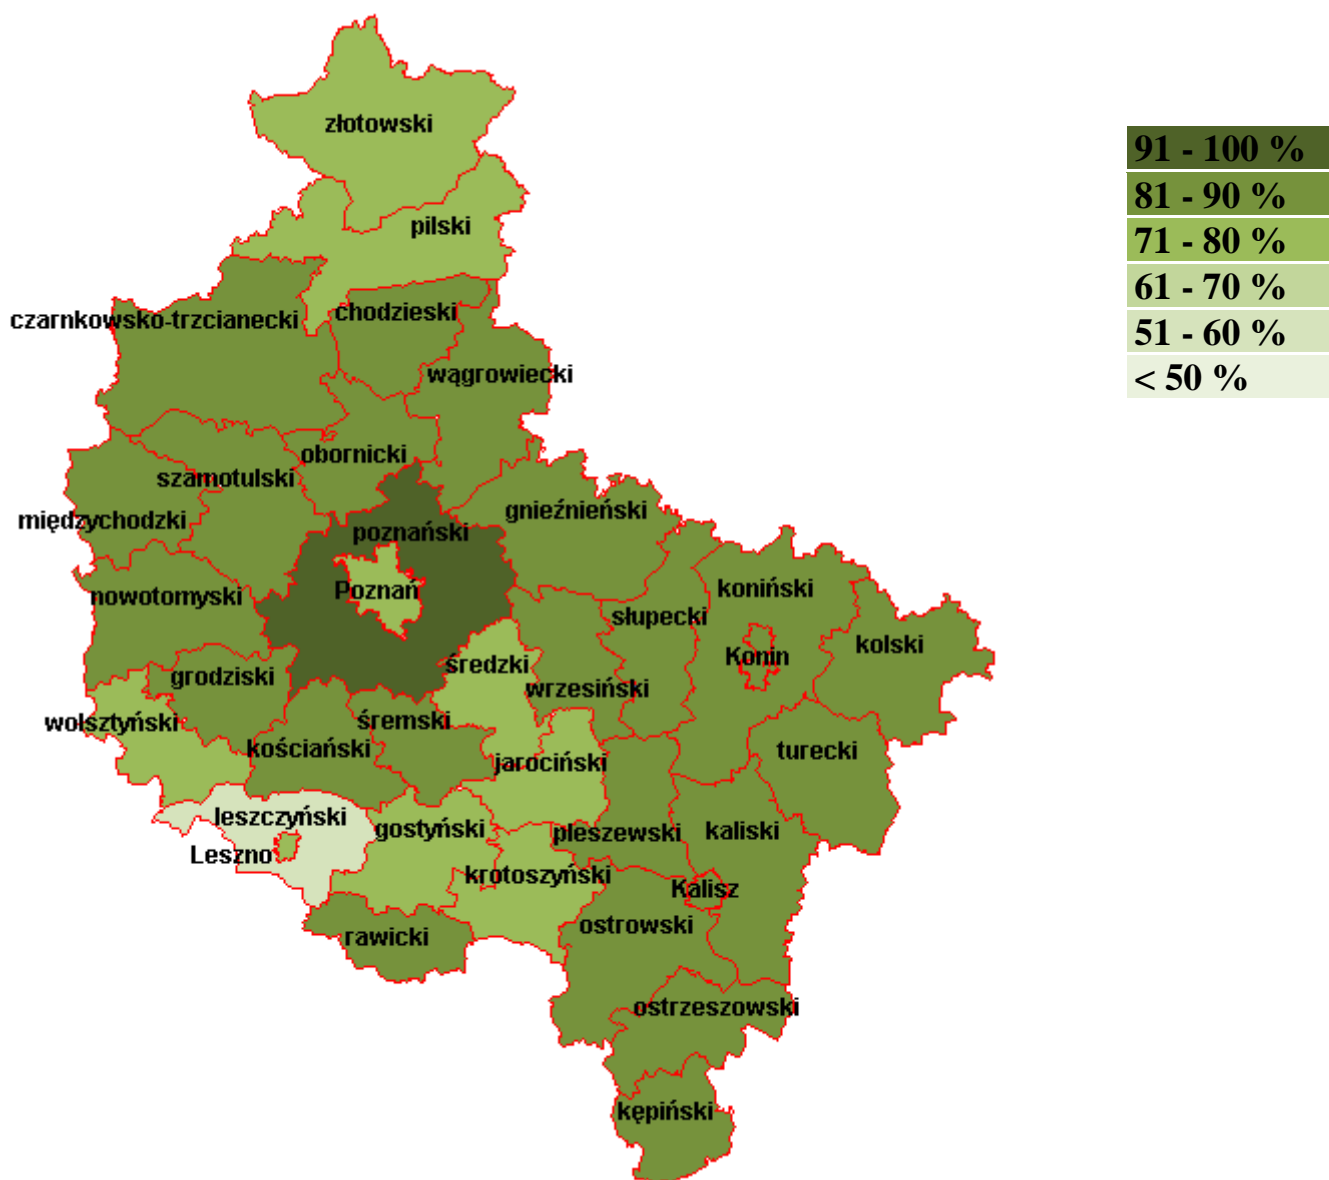 złotowski
91 - 100 %
81 - 90 %
71 - 80 %
61 - 70 %
51 - 60 %
< 50 %
pilski
chodzieski
czarnkowsko-trzcianecki
wągrowiecki
obornicki
szamotulski
gnieźnieński
międzychodzki
poznański
Poznań
nowotomyski
koniński
słupecki
kolski
Konin
średzki
grodziski
wrzesiński
wolsztyński
śremski
kościański
turecki
jarociński
leszczyński
gostyński
pleszewski
kaliski
Leszno
krotoszyński
Kalisz
ostrowski
rawicki
ostrzeszowski
kępiński